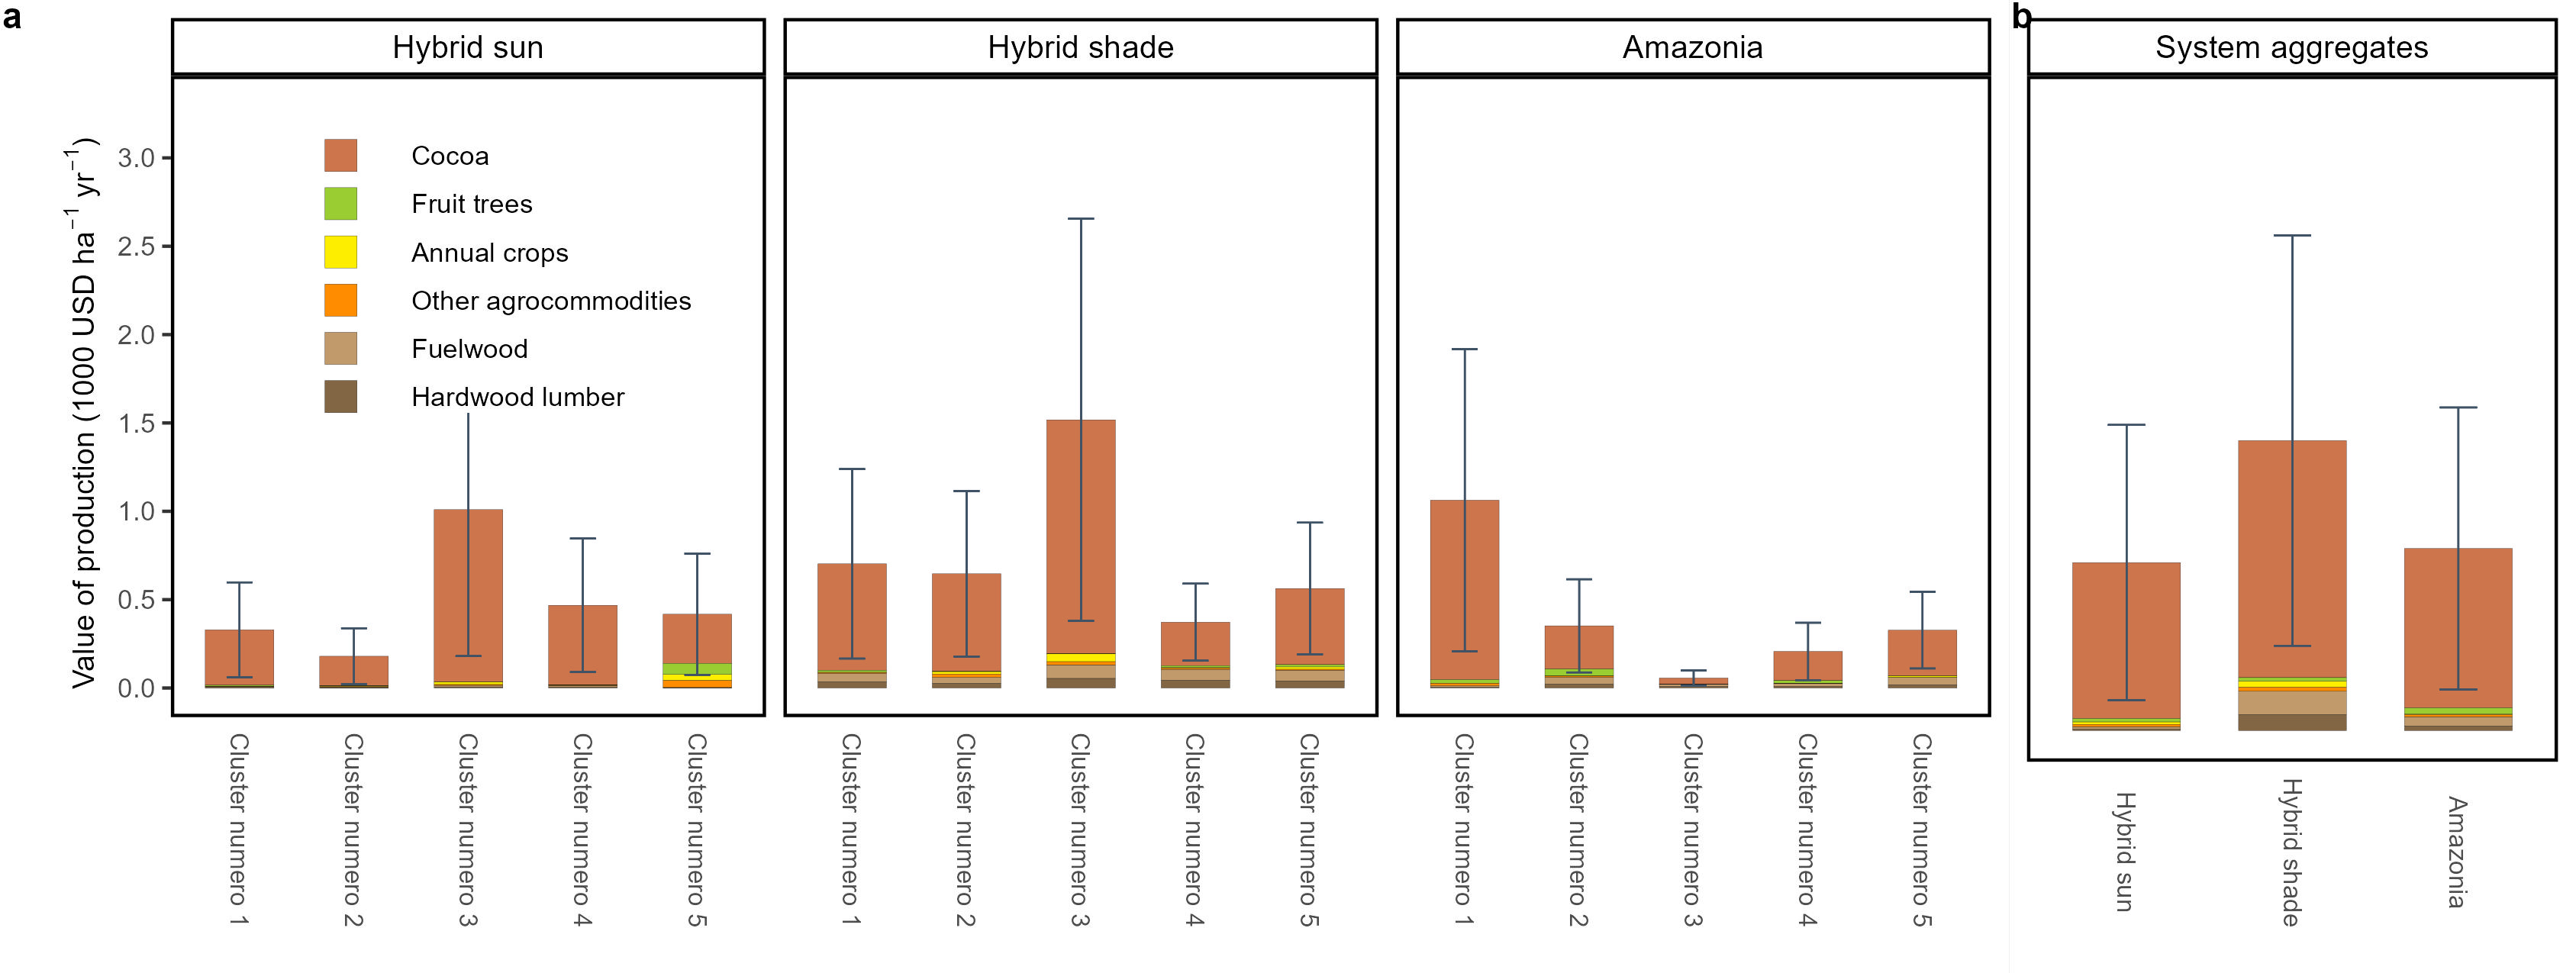 a
Hybrid sun
Hybrid shade
Amazonia
b
System aggregates
Value of production (1000 USD ha⁻¹ yr⁻¹)
3.0
2.5
2.0
1.5
1.0
0.5
0.0
Cocoa
Fruit trees
Annual crops
Other agrocommodities
Fuelwood
Hardwood lumber
Cluster numero 1
Cluster numero 2
Cluster numero 3
Cluster numero 4
Cluster numero 5
Cluster numero 1
Cluster numero 2
Cluster numero 3
Cluster numero 4
Cluster numero 5
Cluster numero 1
Cluster numero 2
Cluster numero 3
Cluster numero 4
Cluster numero 5
Hybrid sun
Hybrid shade
Amazonia